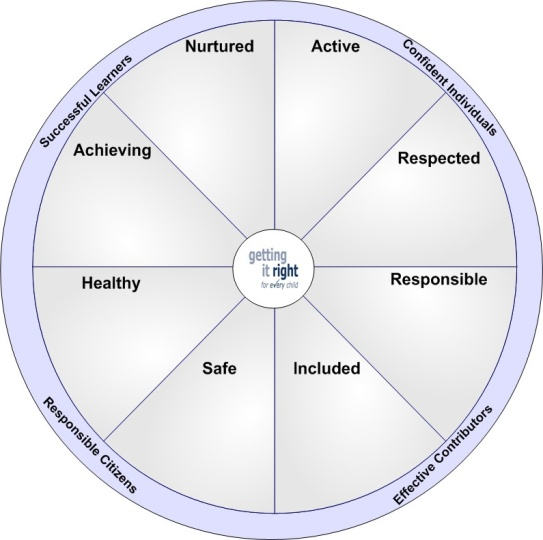 Nurtured
Active
Successful Learners
Confident Individuals
Achieving
Respected
getting
it right
for every child
Healthy
Responsible
Safe
Included
Responsible Citizens
Effective Contributors